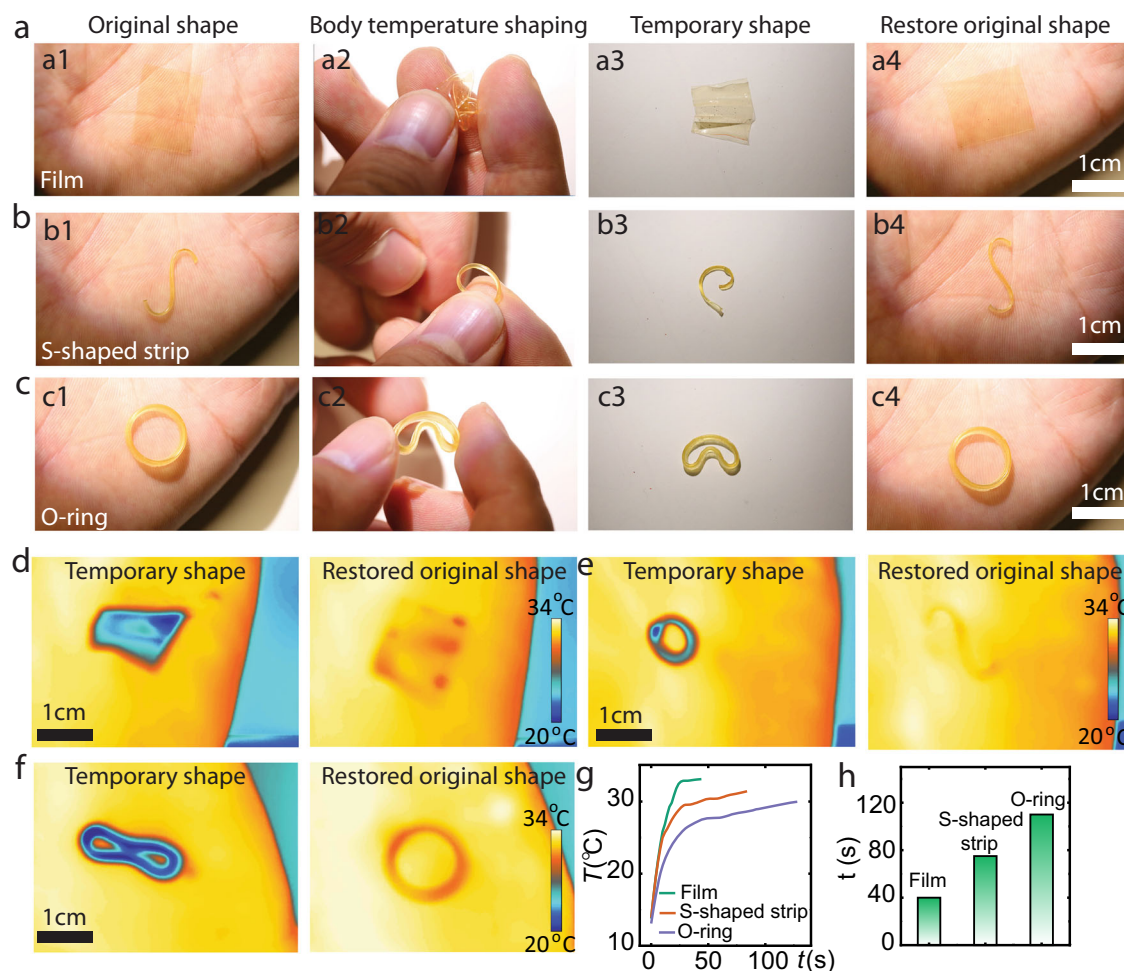 a
Original shape
Body temperature shaping
Temporary shape
Restore original shape
a1
a2
a3
a4
Film
1cm
b
b1
b2
b3
b4
S-shaped strip
1cm
c
c1
c2
c3
c4
O-ring
1cm
d
Temporary shape
Restored original shape
34°C
20°C
1cm
e
Temporary shape
Restored original shape
34°C
20°C
1cm
f
Temporary shape
Restored original shape
34°C
20°C
1cm
g
T(°C)
30
20
10
Film
S-shaped strip
O-ring
0
50
100
t(s)
h
t (s)
120
80
40
0
Film
S-shaped
strip
O-ring